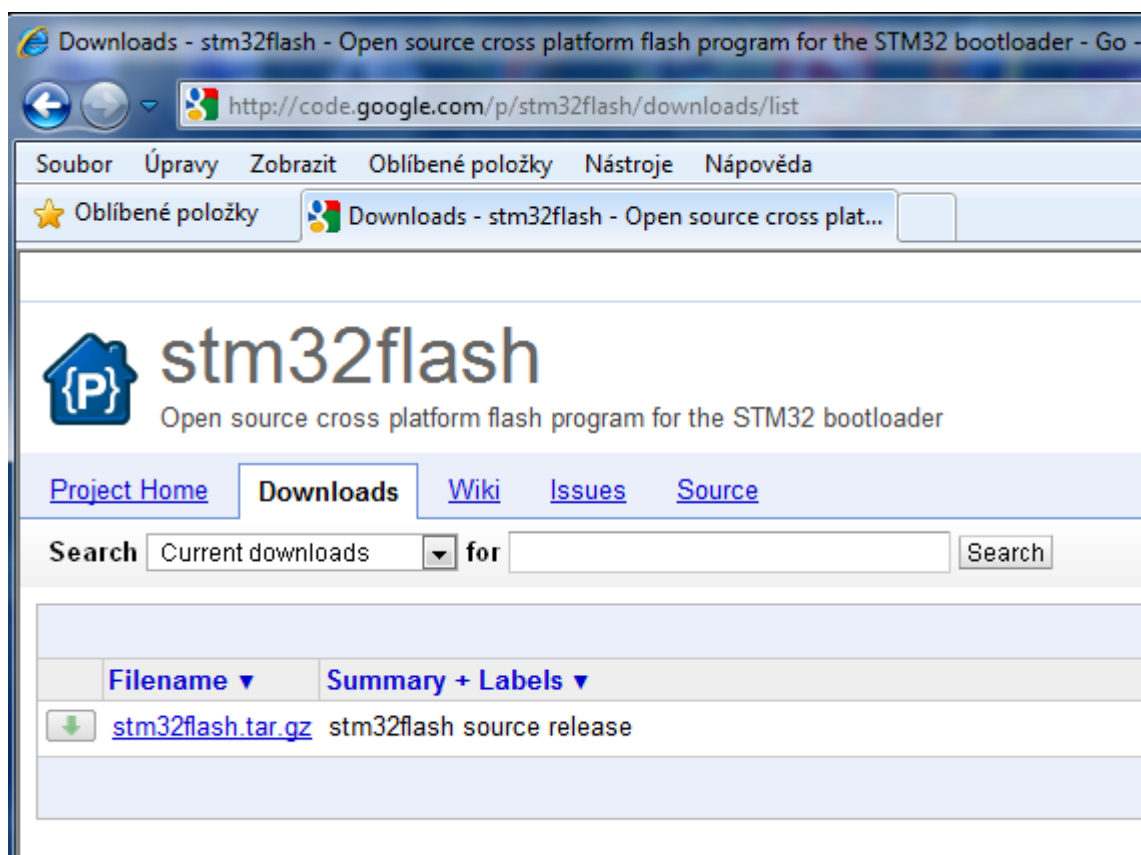 Downloads - stm32flash - Open source cross platform flash program for the STM32 bootloader - Go -
http://code.google.com/p/stm32flash/downloads/list
Soubor Úpravy Zobrazit Oblíbené položky Nástroje Nápověda
Oblíbené položky Downloads - stm32flash - Open source cross plat...
{P} stm32flash
Open source cross platform flash program for the STM32 bootloader
Project Home Downloads Wiki Issues Source
Search Current downloads for Search
Filename ▼ Summary + Labels ▼
stm32flash.tar.gz stm32flash source release